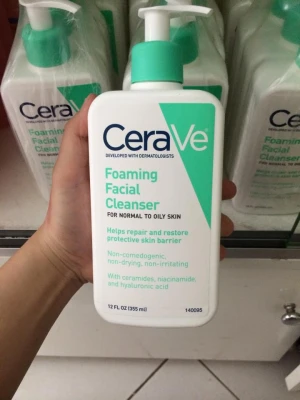 CeraVe
DEVELOPED WITH DERMATOLOGISTS
Foaming
Facial
Cleanser
FOR NORMAL TO OILY SKIN
Helps repair and restore
protective skin barrier
Non-comedogenic,
non-drying, non-irritating
With ceramides, niacinamide,
and hyaluronic acid
12 FL OZ (355 ml)
CeraVe
Foaming
Facial
Cleanser
Foaming
Facial
Cleanser